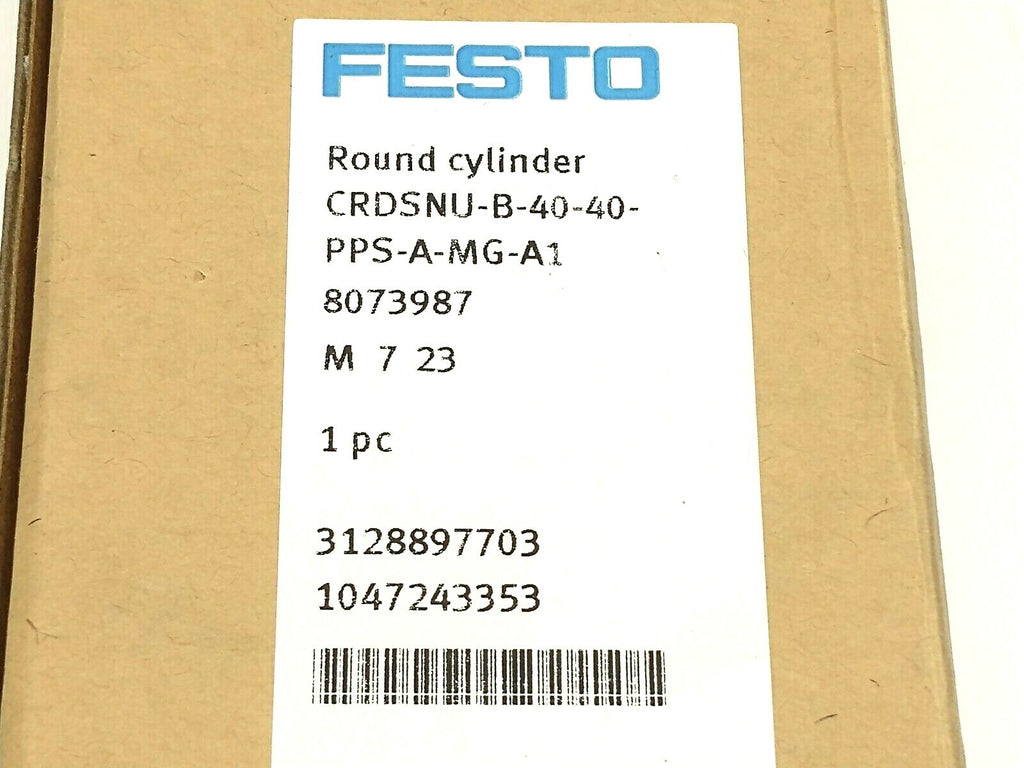 FESTO
Round cylinder
CRDSNU-B-40-40-
PPS-A-MG-A1
8073987
M 7 23
1 pc
3128897703
1047243353